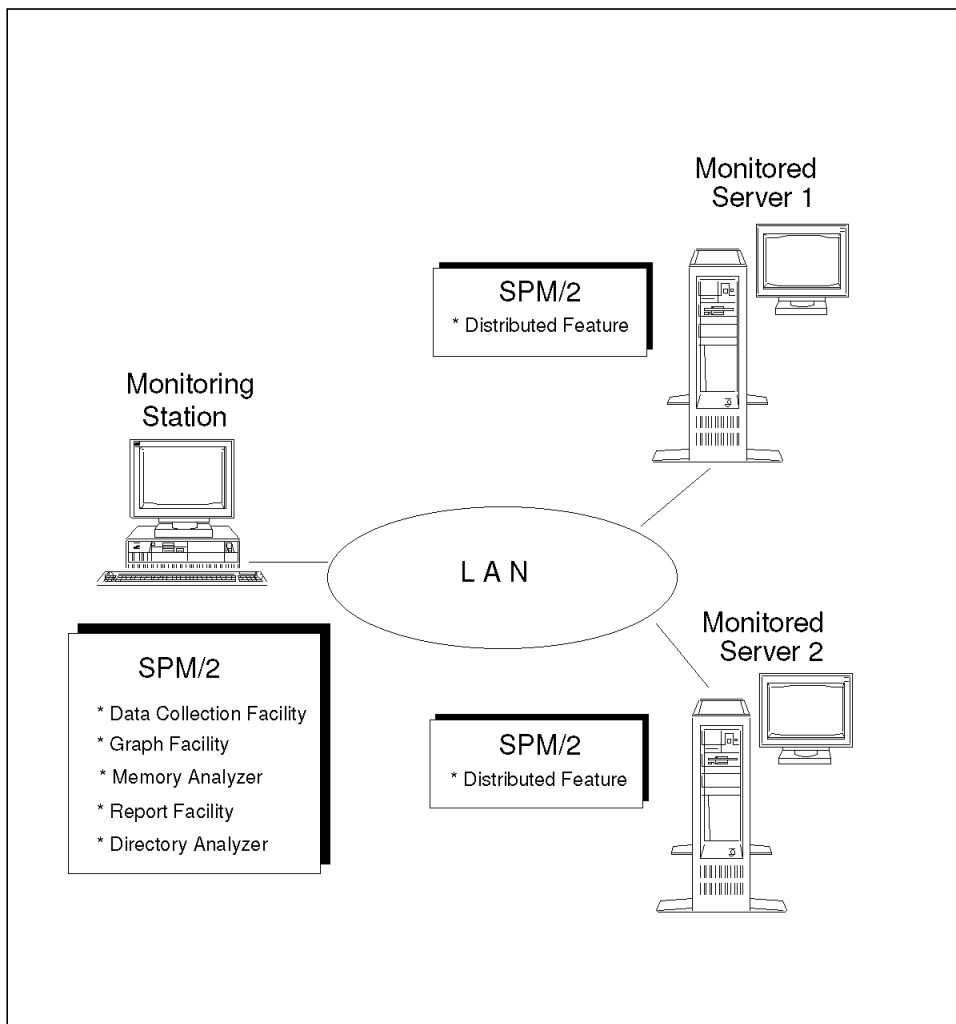 Monitored
Server 1
SPM/2
* Distributed Feature
Monitoring
Station
L A N
SPM/2
* Data Collection Facility
* Graph Facility
* Memory Analyzer
* Report Facility
* Directory Analyzer
Monitored
Server 2
SPM/2
* Distributed Feature